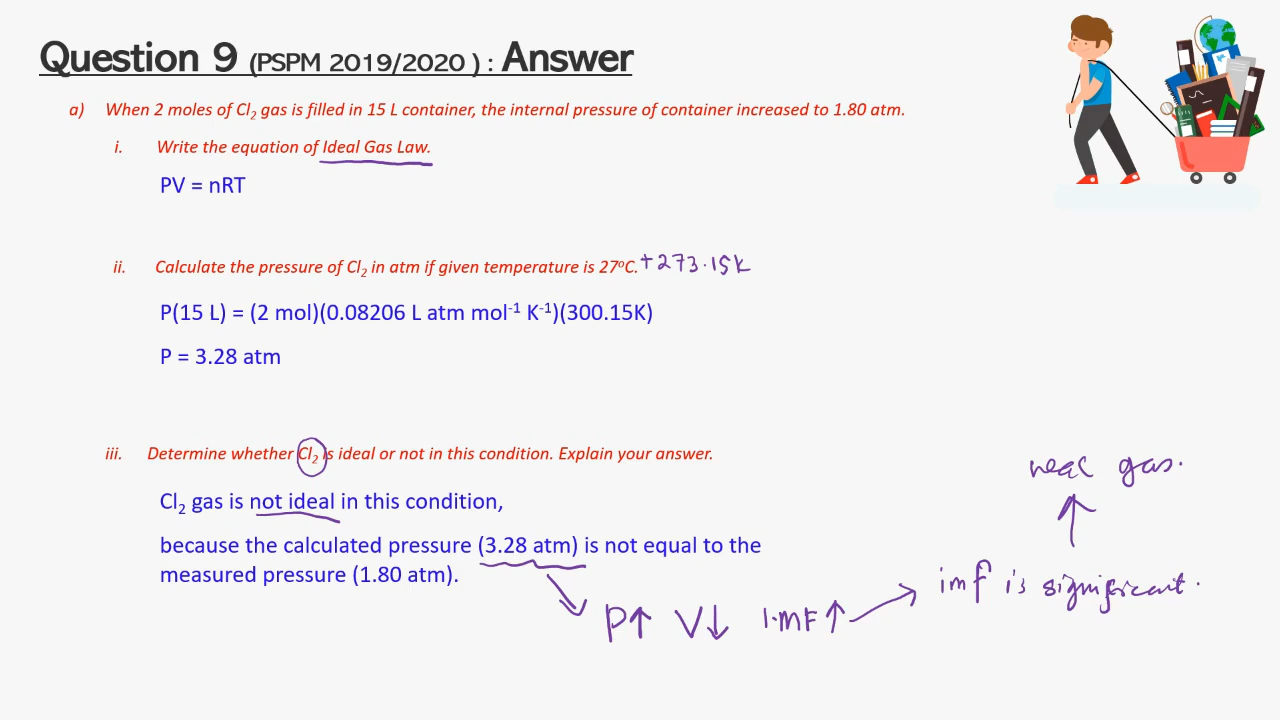 Question 9 (PSPM 2019/2020 ) : Answer
a) When 2 moles of Cl₂ gas is filled in 15 L container, the internal pressure of container increased to 1.80 atm.
i. Write the equation of Ideal Gas Law.
PV = nRT
ii. Calculate the pressure of Cl₂ in atm if given temperature is 27⁰C. +273.15K
P(15 L) = (2 mol)(0.08206 L atm mol⁻¹ K⁻¹)(300.15K)
P = 3.28 atm
iii. Determine whether Cl₂ is ideal or not in this condition. Explain your answer.
Cl₂ gas is not ideal in this condition,
because the calculated pressure (3.28 atm) is not equal to the
measured pressure (1.80 atm).
P↑ V↓ I.MF↑
imf is significant.
real gas.